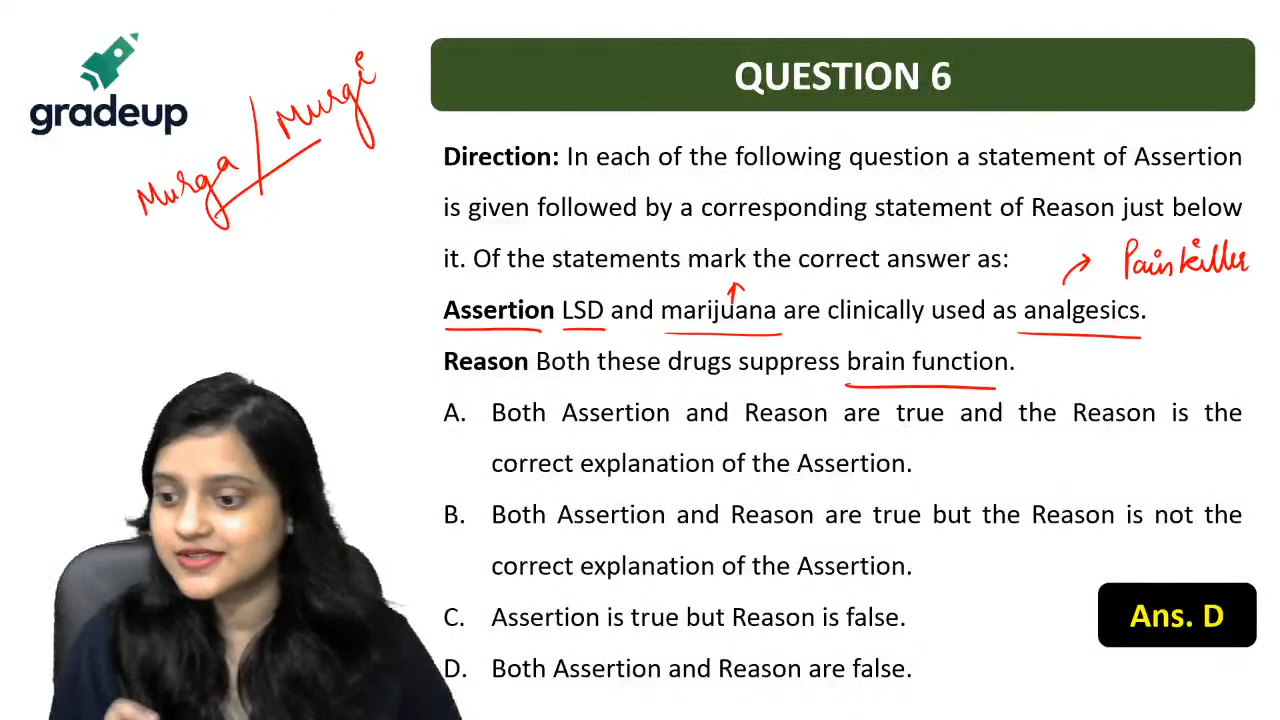 gradeup
Murga / Murgi
QUESTION 6
Direction: In each of the following question a statement of Assertion
is given followed by a corresponding statement of Reason just below
it. Of the statements mark the correct answer as:
Painkiller
Assertion LSD and marijuana are clinically used as analgesics.
Reason Both these drugs suppress brain function.
A. Both Assertion and Reason are true and the Reason is the
correct explanation of the Assertion.
B. Both Assertion and Reason are true but the Reason is not the
correct explanation of the Assertion.
C. Assertion is true but Reason is false.
D. Both Assertion and Reason are false.
Ans. D